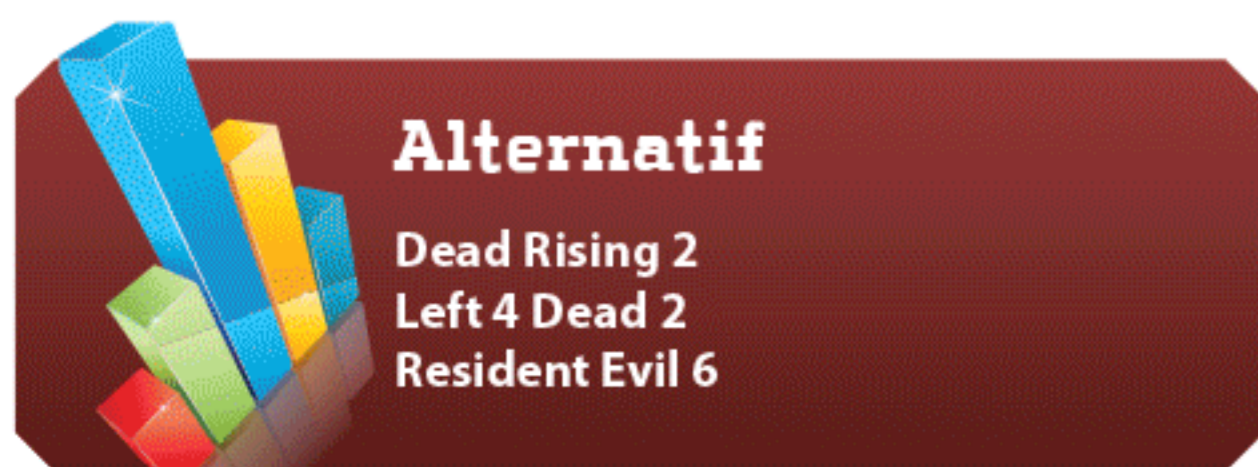 Alternatif
Dead Rising 2
Left 4 Dead 2
Resident Evil 6